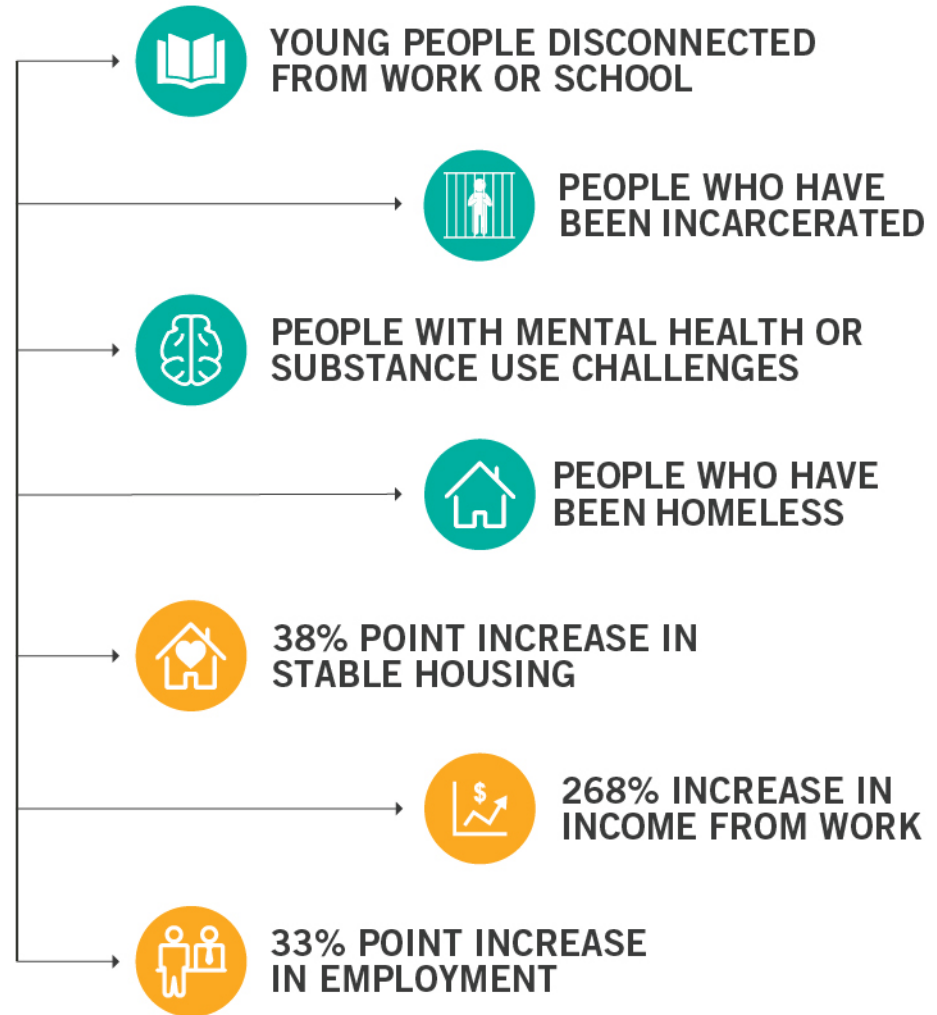 YOUNG PEOPLE DISCONNECTED
FROM WORK OR SCHOOL
PEOPLE WHO HAVE
BEEN INCARCERATED
PEOPLE WITH MENTAL HEALTH OR
SUBSTANCE USE CHALLENGES
PEOPLE WHO HAVE
BEEN HOMELESS
38% POINT INCREASE IN
STABLE HOUSING
$
268% INCREASE IN
INCOME FROM WORK
33% POINT INCREASE
IN EMPLOYMENT